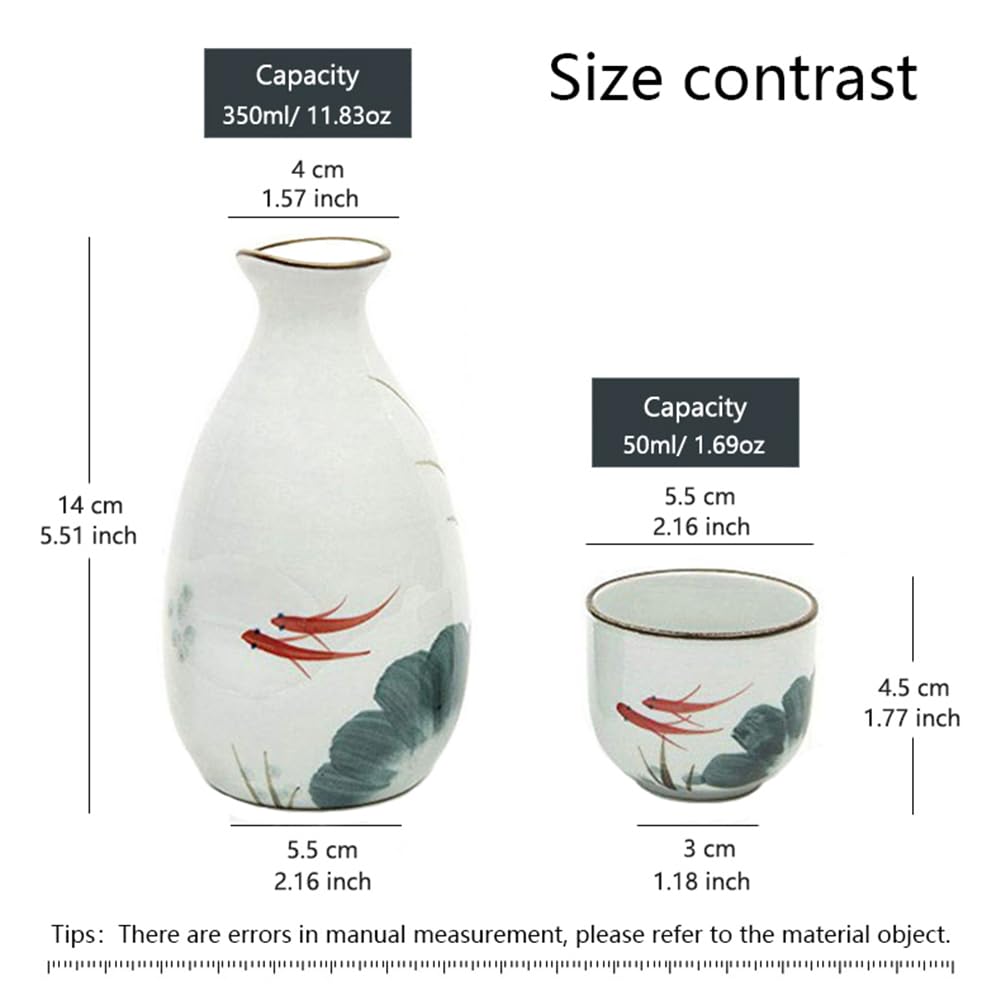 Size contrast
Capacity
350ml/ 11.83oz
4 cm
1.57 inch
14 cm
5.51 inch
5.5 cm
2.16 inch
Capacity
50ml/ 1.69oz
5.5 cm
2.16 inch
4.5 cm
1.77 inch
3 cm
1.18 inch
Tips: There are errors in manual measurement, please refer to the material object.